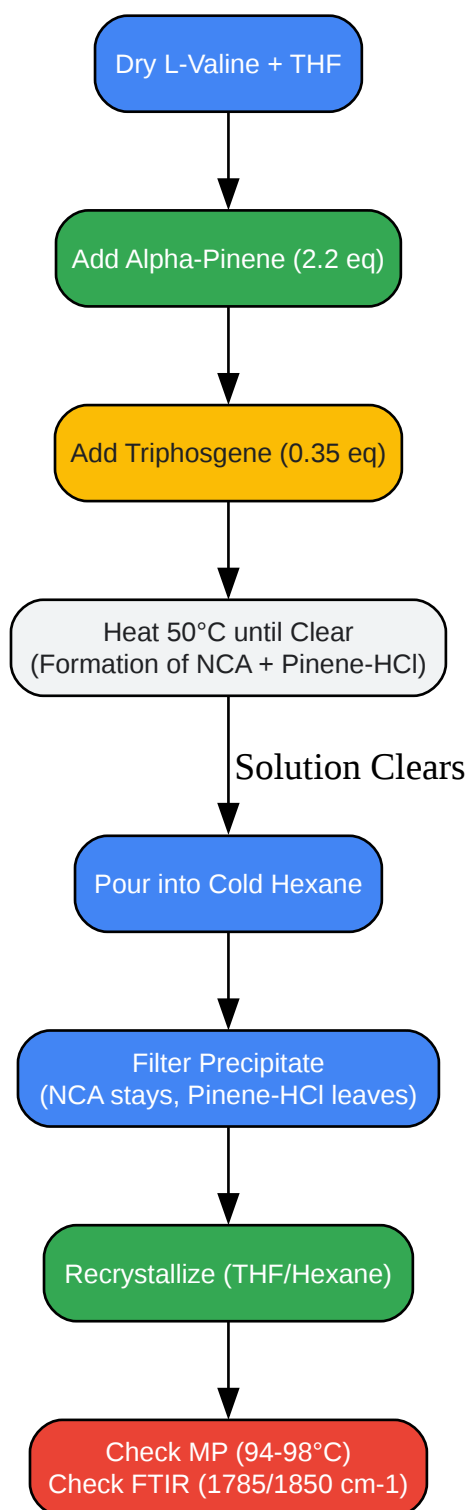 Dry L-Valine + THF
Add Alpha-Pinene (2.2 eq)
Add Triphosgene (0.35 eq)
Heat 50°C until Clear
(Formation of NCA + Pinene-HCl)
Solution Clears
Pour into Cold Hexane
Filter Precipitate
(NCA stays, Pinene-HCl leaves)
Recrystallize (THF/Hexane)
Check MP (94-98°C)
Check FTIR (1785/1850 cm-1)